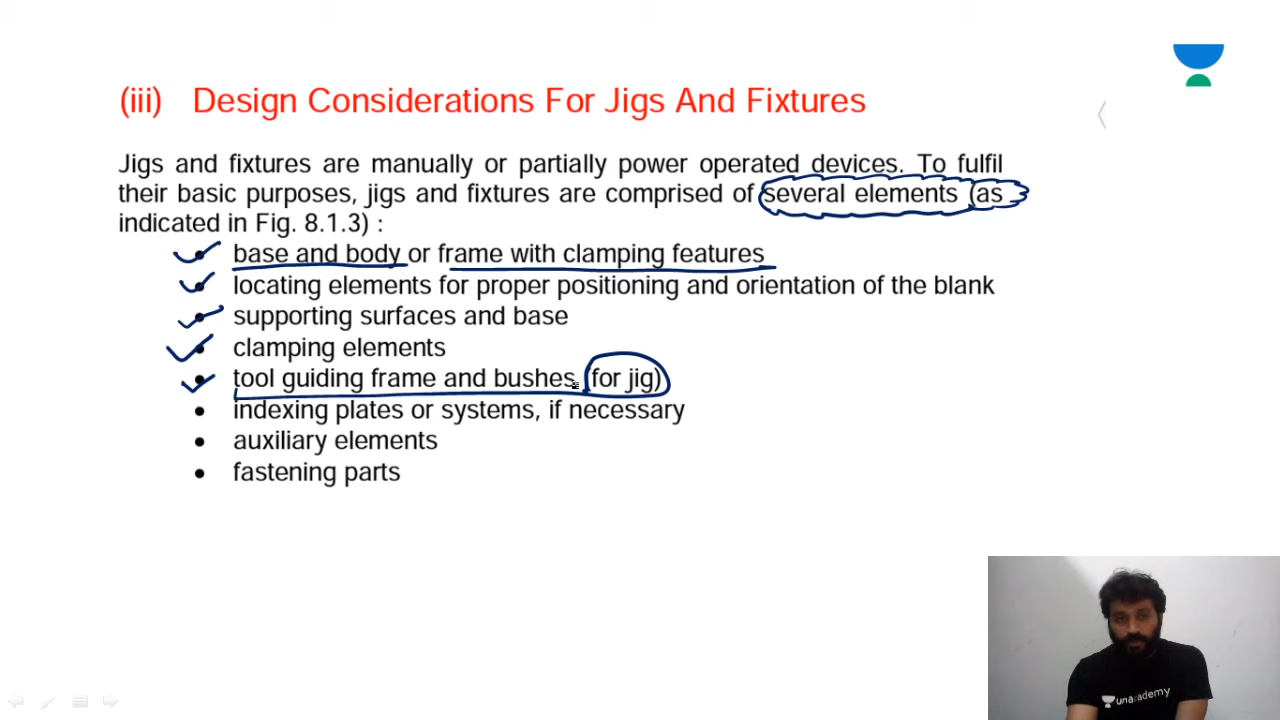 (iii) Design Considerations For Jigs And Fixtures
Jigs and fixtures are manually or partially power operated devices. To fulfil
their basic purposes, jigs and fixtures are comprised of several elements (as
indicated in Fig. 8.1.3) :
• base and body or frame with clamping features
• locating elements for proper positioning and orientation of the blank
• supporting surfaces and base
• clamping elements
• tool guiding frame and bushes (for jig)
• indexing plates or systems, if necessary
• auxiliary elements
• fastening parts
unacademy